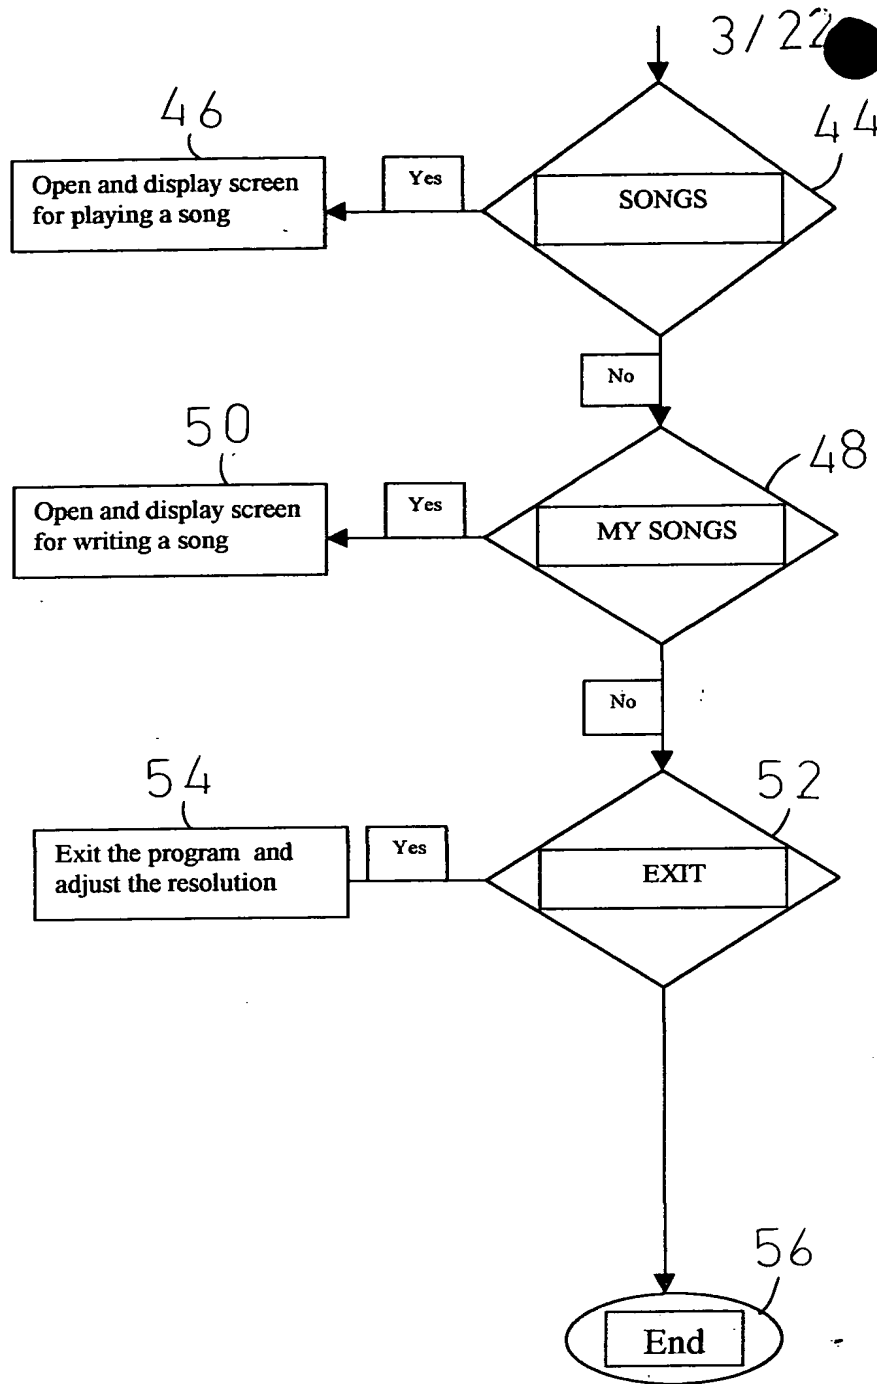 3/22
44
46
Yes
SONGS
Open and display screen
for playing a song
No
50
48
Yes
MY SONGS
Open and display screen
for writing a song
No
54
52
Yes
EXIT
Exit the program and
adjust the resolution
56
End